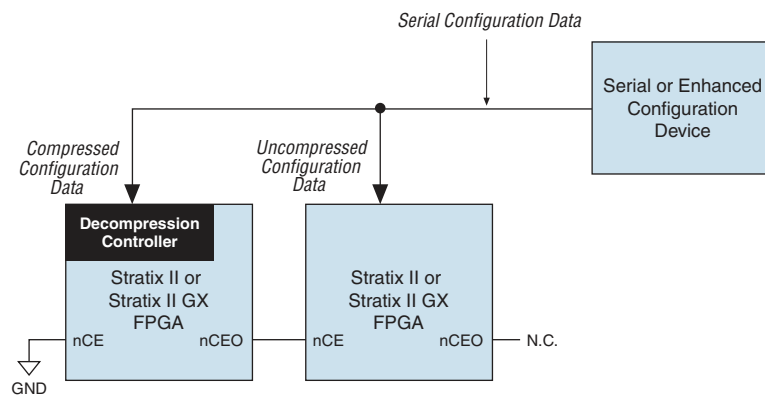 Serial Configuration Data
Serial or Enhanced
Configuration
Device
Compressed
Configuration
Data
Uncompressed
Configuration
Data
Decompression
Controller
Stratix II or
Stratix II GX
FPGA
nCE
nCEO
Stratix II or
Stratix II GX
FPGA
nCE
nCEO
N.C.
GND